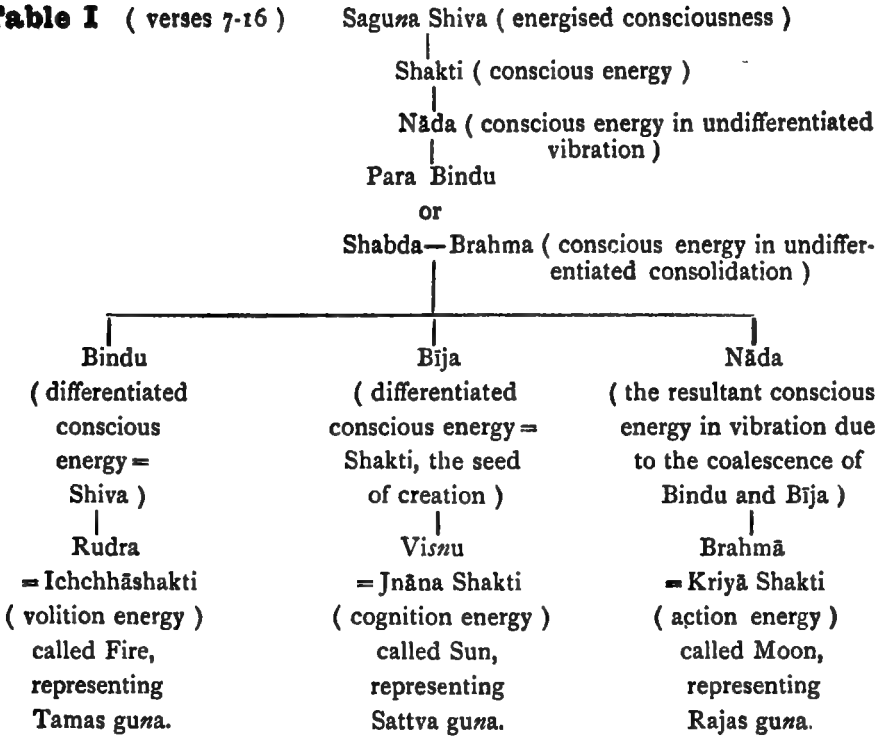 Table I ( verses 7-16 ) Saguna Shiva ( energised consciousness )
Shakti ( conscious energy )
Nāda ( conscious energy in undifferentiated
vibration )
Para Bindu
or
Shabda—Brahma ( conscious energy in undiffer-
entiated consolidation )
Bindu
( differentiated
conscious
energy =
Shiva )
Rudra
= Ichchhāshakti
( volition energy )
called Fire,
representing
Tamas guna.
Bīja
( differentiated
conscious energy =
Shakti, the seed
of creation )
Visnu
= Jnāna Shakti
( cognition energy )
called Sun,
representing
Sattva guna.
Nāda
( the resultant conscious
energy in vibration due
to the coalescence of
Bindu and Bīja )
Brahmā
= Kriyā Shakti
( action energy )
called Moon,
representing
Rajas guna.